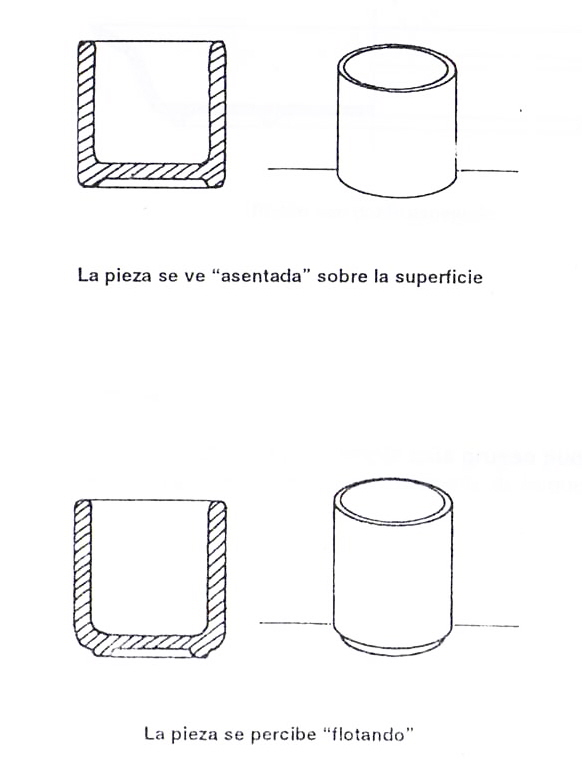 La pieza se ve “asentada” sobre la superficie
La pieza se percibe “flotando”